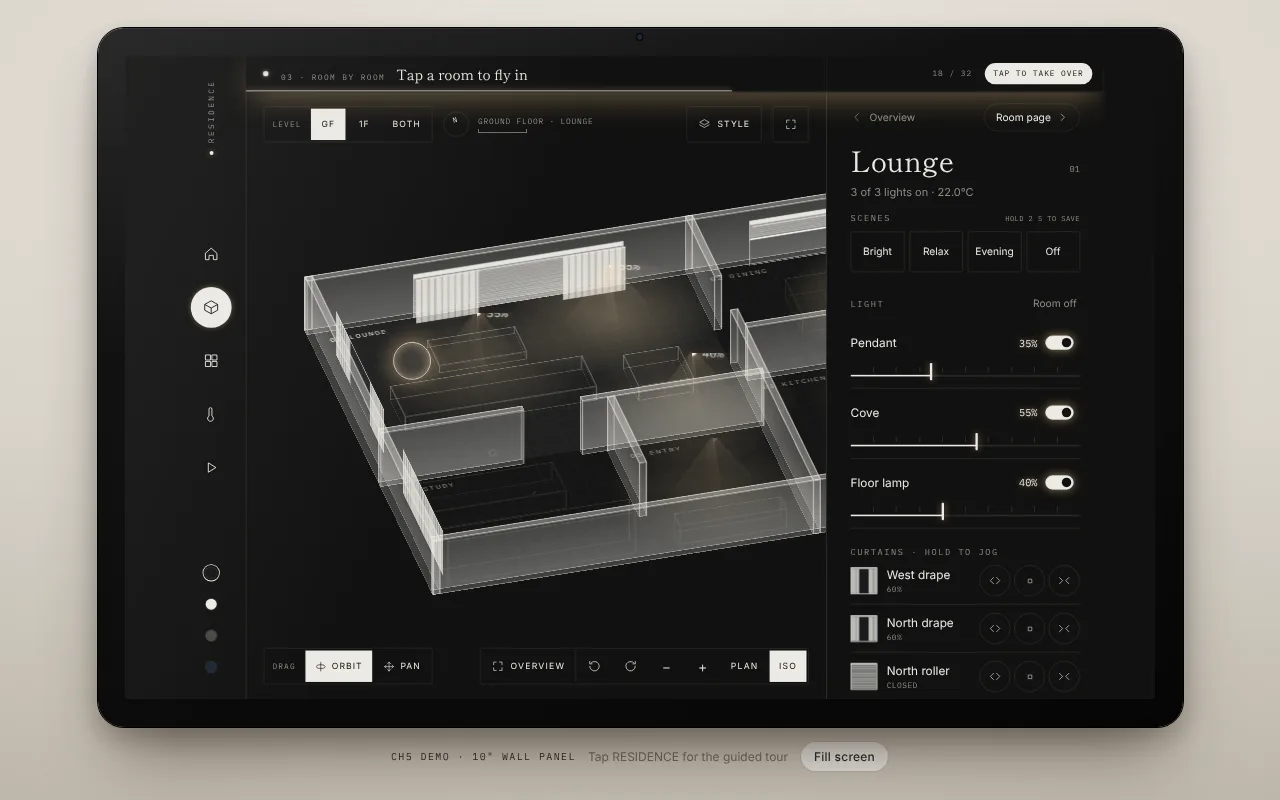 RESIDENCE
03 · ROOM BY ROOM Tap a room to fly in
18 / 32 TAP TO TAKE OVER
LEVEL GF 1F BOTH
N
GROUND FLOOR · LOUNGE
STYLE
Overview
Room page
Lounge
01
3 of 3 lights on · 22.0°C
SCENES
HOLD 2 S TO SAVE
Bright Relax Evening Off
LIGHT
Room off
Pendant 35%
Cove 55%
Floor lamp 40%
CURTAINS · HOLD TO JOG
West drape
60%
North drape
60%
North roller
CLOSED
LOUNGE
35%
55%
DINING
40%
KITCHEN
ENTRY
STUDY
DRAG ORBIT PAN
OVERVIEW − + PLAN ISO
CH5 DEMO · 10" WALL PANEL Tap RESIDENCE for the guided tour Fill screen